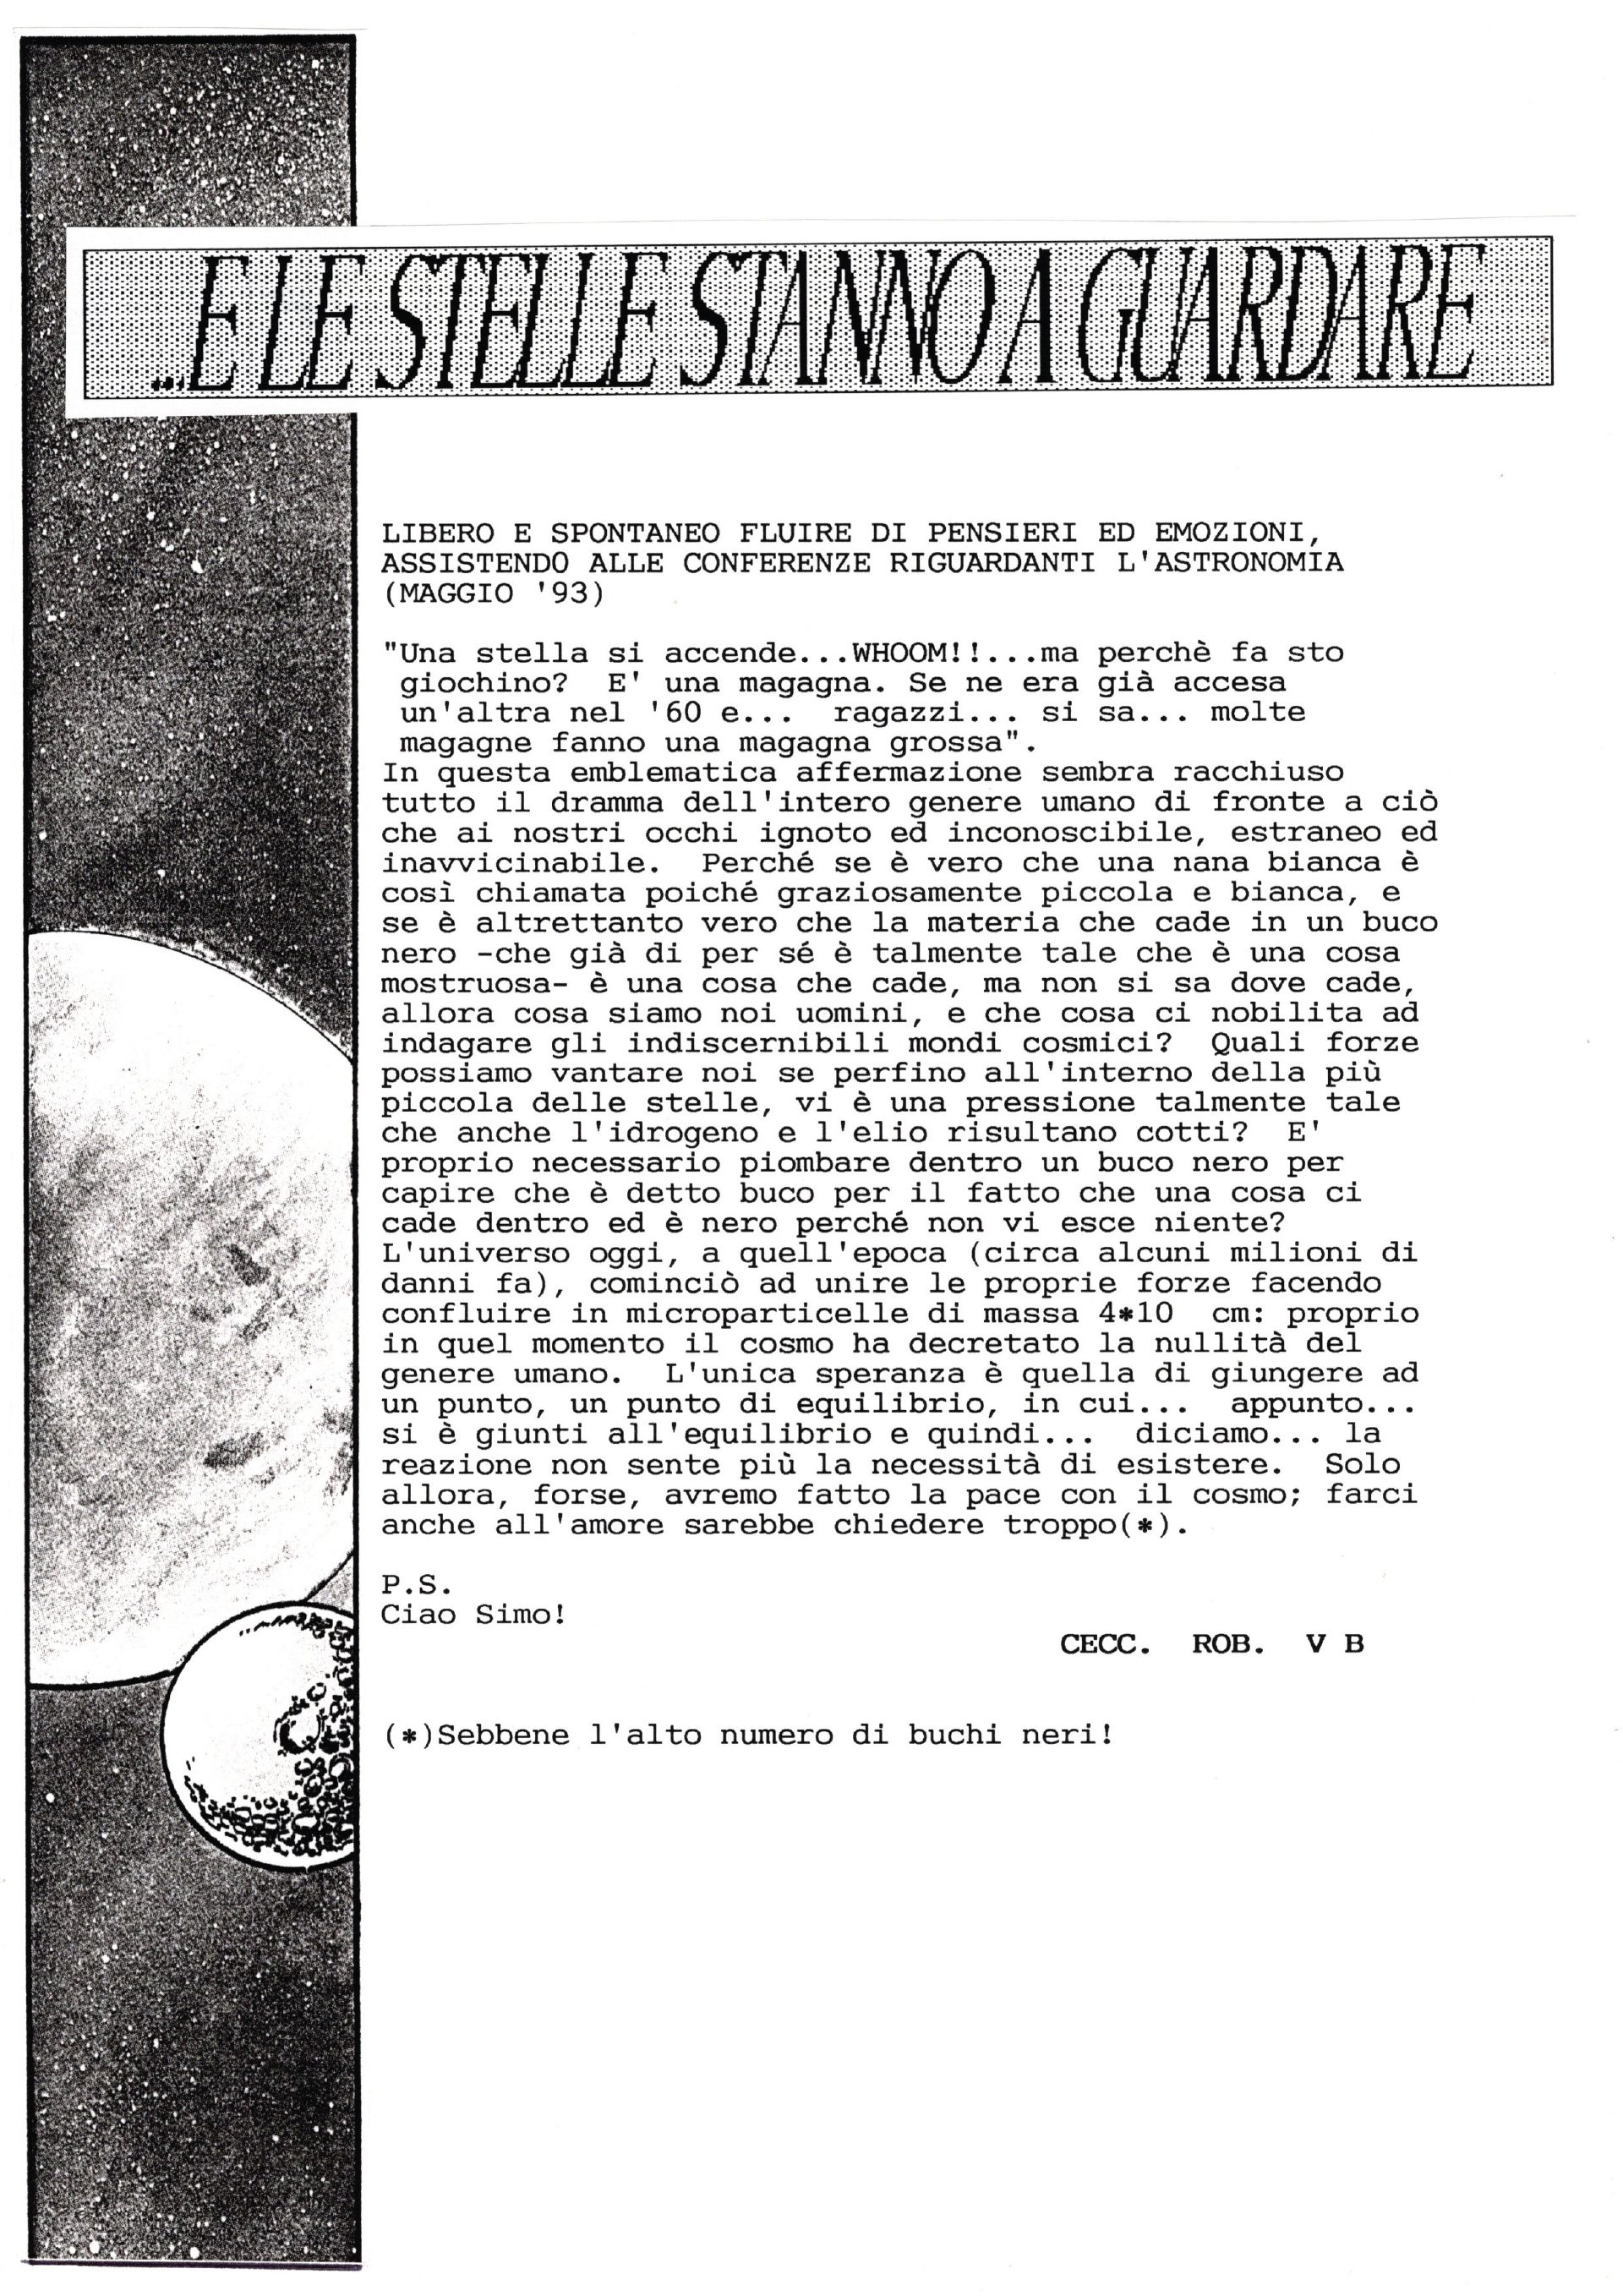 ...E LE STELLE STANNO A GUARDARE
LIBERO E SPONTANEO FLUIRE DI PENSIERI ED EMOZIONI,
ASSISTENDO ALLE CONFERENZE RIGUARDANTI L'ASTRONOMIA
(MAGGIO '93)
"Una stella si accende...WHOOM!!...ma perchè fa sto
giochino? E' una magagna. Se ne era già accesa
un'altra nel '60 e... ragazzi... si sa... molte
magagne fanno una magagna grossa".
In questa emblematica affermazione sembra racchiuso
tutto il dramma dell'intero genere umano di fronte a ciò
che ai nostri occhi ignoto ed inconoscibile, estraneo ed
inavvicinabile. Perché se è vero che una nana bianca è
così chiamata poiché graziosamente piccola e bianca, e
se è altrettanto vero che la materia che cade in un buco
nero -che già di per sé è talmente tale che è una cosa
mostruosa- è una cosa che cade, ma non si sa dove cade,
allora cosa siamo noi uomini, e che cosa ci nobilita ad
indagare gli indiscernibili mondi cosmici? Quali forze
possiamo vantare noi se perfino all'interno della più
piccola delle stelle, vi è una pressione talmente tale
che anche l'idrogeno e l'elio risultano cotti? E'
proprio necessario piombare dentro un buco nero per
capire che è detto buco per il fatto che una cosa ci
cade dentro ed è nero perché non vi esce niente?
L'universo oggi, a quell'epoca (circa alcuni milioni di
danni fa), cominciò ad unire le proprie forze facendo
confluire in microparticelle di massa 4*10 cm: proprio
in quel momento il cosmo ha decretato la nullità del
genere umano. L'unica speranza è quella di giungere ad
un punto, un punto di equilibrio, in cui... appunto...
si è giunti all'equilibrio e quindi... diciamo... la
reazione non sente più la necessità di esistere. Solo
allora, forse, avremo fatto la pace con il cosmo; farci
anche all'amore sarebbe chiedere troppo(*).
P.S.
Ciao Simo!
CECC. ROB. V B
(*)Sebbene l'alto numero di buchi neri!